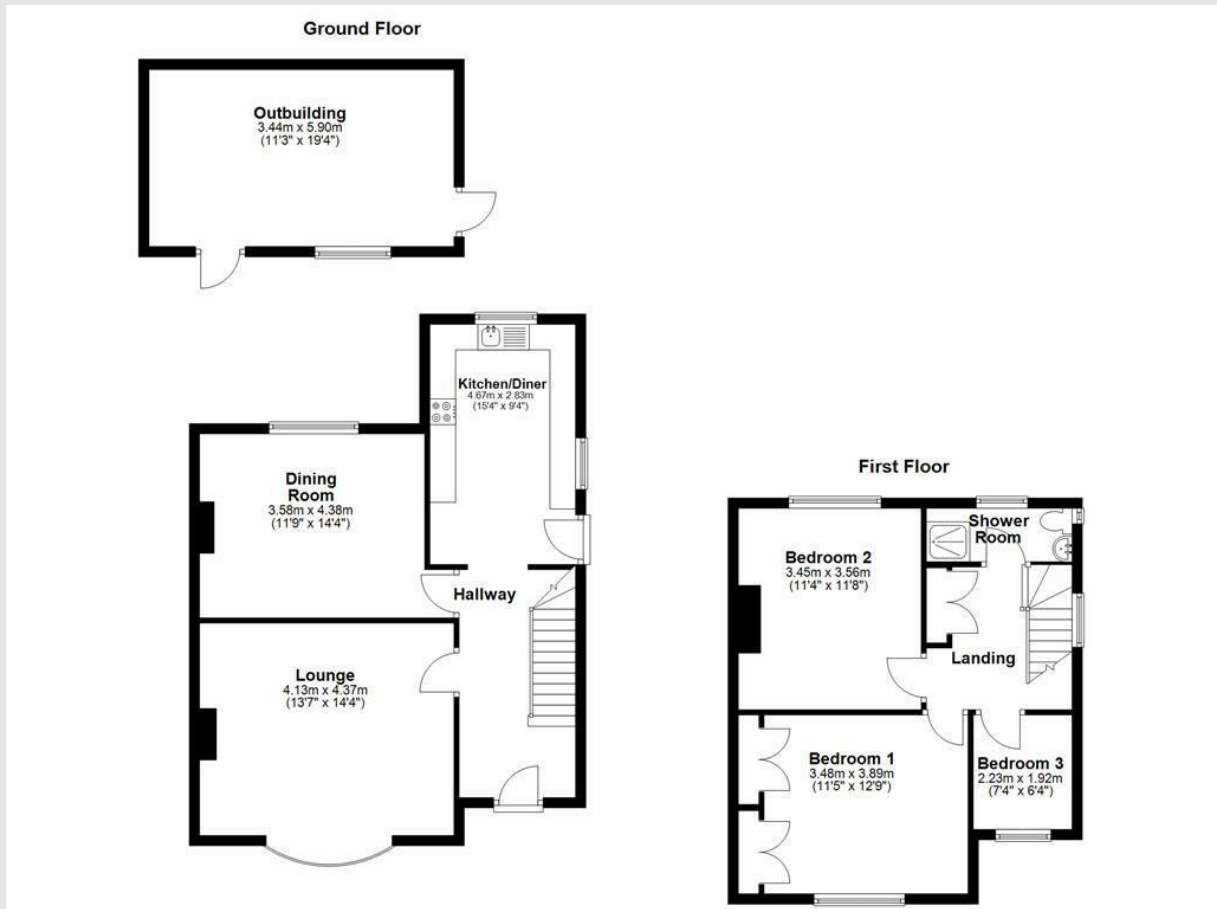 Ground Floor
Outbuilding
3.44m x 5.90m
(11'3" x 19'4")
Kitchen/Diner
4.67m x 2.83m
(15'4" x 9'4")
Dining
Room
3.58m x 4.38m
(11'9" x 14'4")
Hallway
Lounge
4.13m x 4.37m
(13'7" x 14'4")
First Floor
Shower
Room
Bedroom 2
3.45m x 3.56m
(11'4" x 11'8")
Landing
Bedroom 1
3.48m x 3.89m
(11'5" x 12'9")
Bedroom 3
2.23m x 1.92m
(7'4" x 6'4")